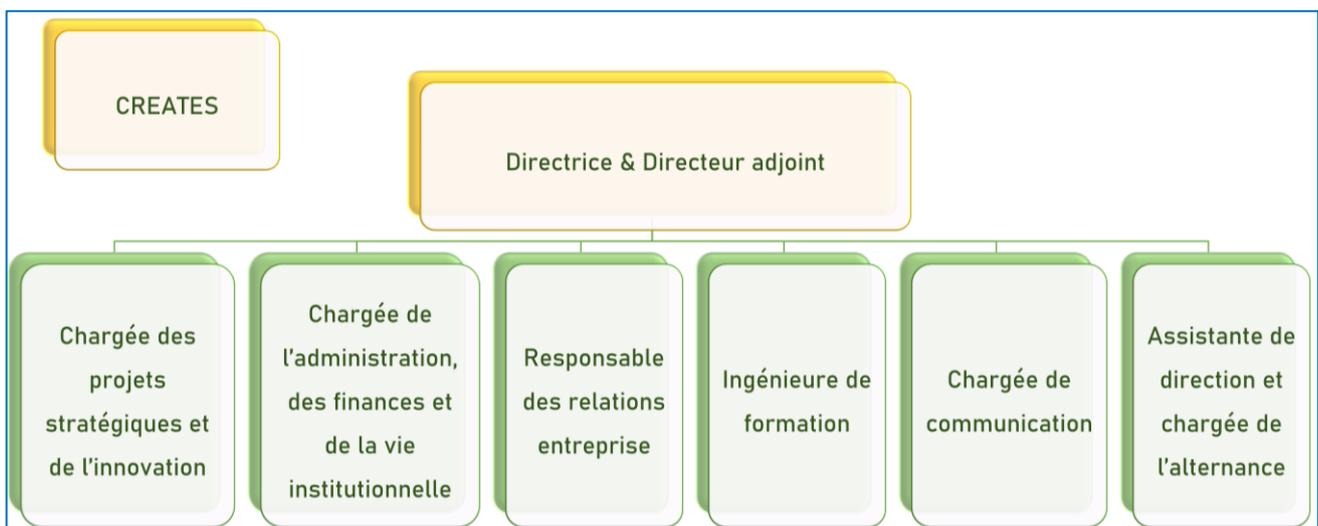 CREATES
Directrice & Directeur adjoint
Chargée des
projets
stratégiques et
de l'innovation
Chargée de
l'administration,
des finances et
de la vie
institutionnelle
Responsable
des relations
entreprise
Ingénieure de
formation
Chargée de
communication
Assistante de
direction et
chargée de
l'alternance